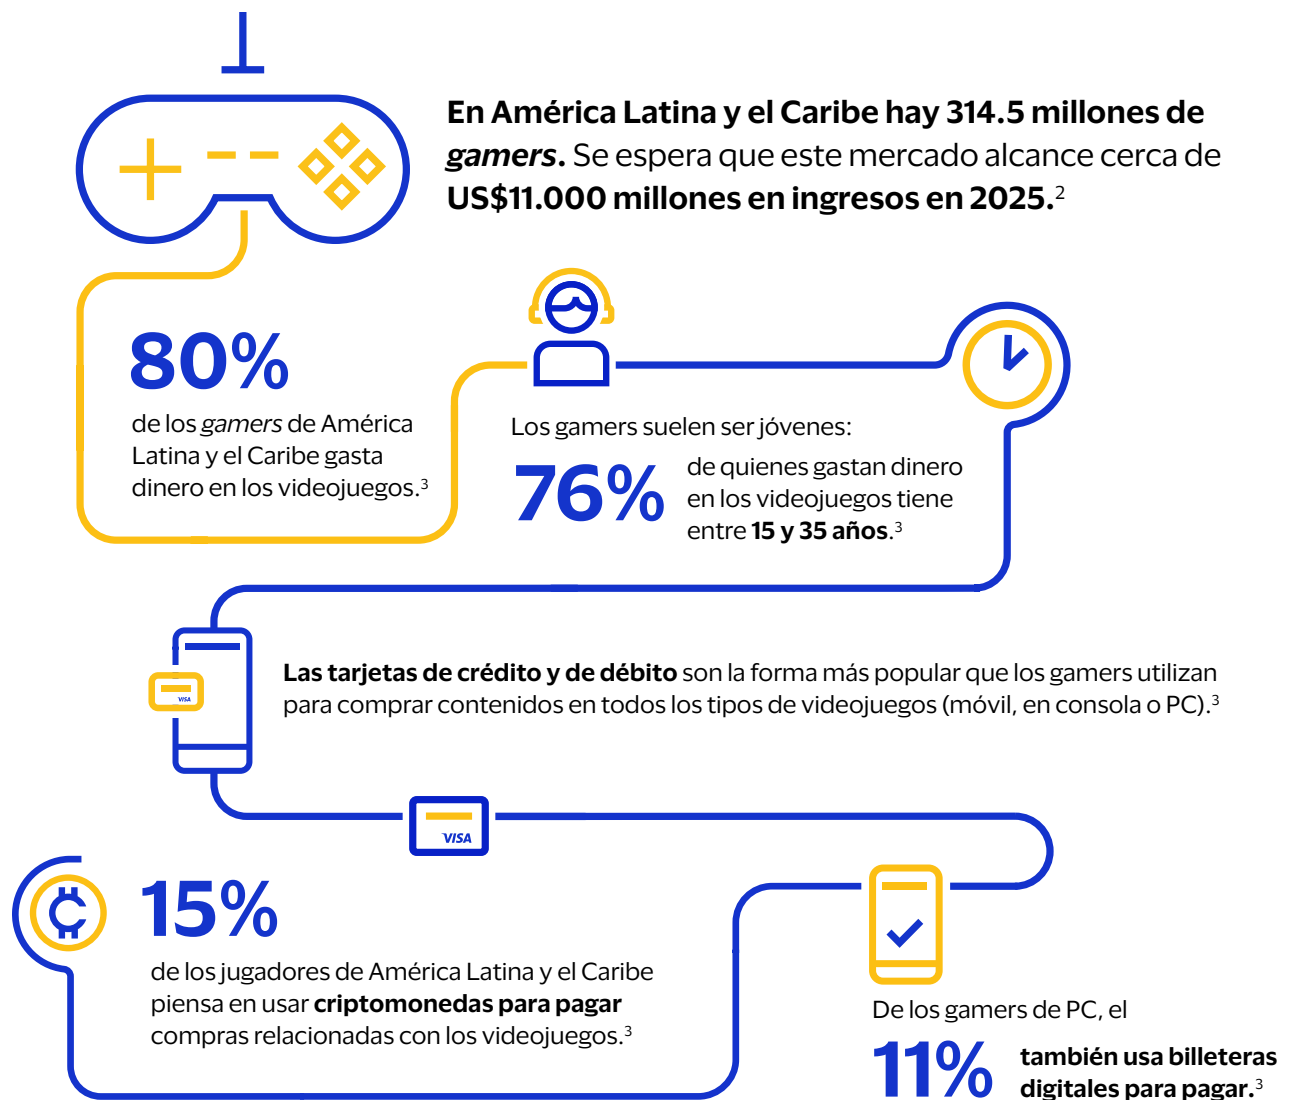 En América Latina y el Caribe hay 314.5 millones de
gamers. Se espera que este mercado alcance cerca de
US$11.000 millones en ingresos en 2025.²
80%
de los gamers de América
Latina y el Caribe gasta
dinero en los videojuegos.³
Los gamers suelen ser jóvenes:
76%
de quienes gastan dinero
en los videojuegos tiene
entre 15 y 35 años.³
Las tarjetas de crédito y de débito son la forma más popular que los gamers utilizan
para comprar contenidos en todos los tipos de videojuegos (móvil, en consola o PC).³
VISA
VISA
15%
de los jugadores de América Latina y el Caribe
piensa en usar criptomonedas para pagar
compras relacionadas con los videojuegos.³
De los gamers de PC, el
11%
también usa billeteras
digitales para pagar.³